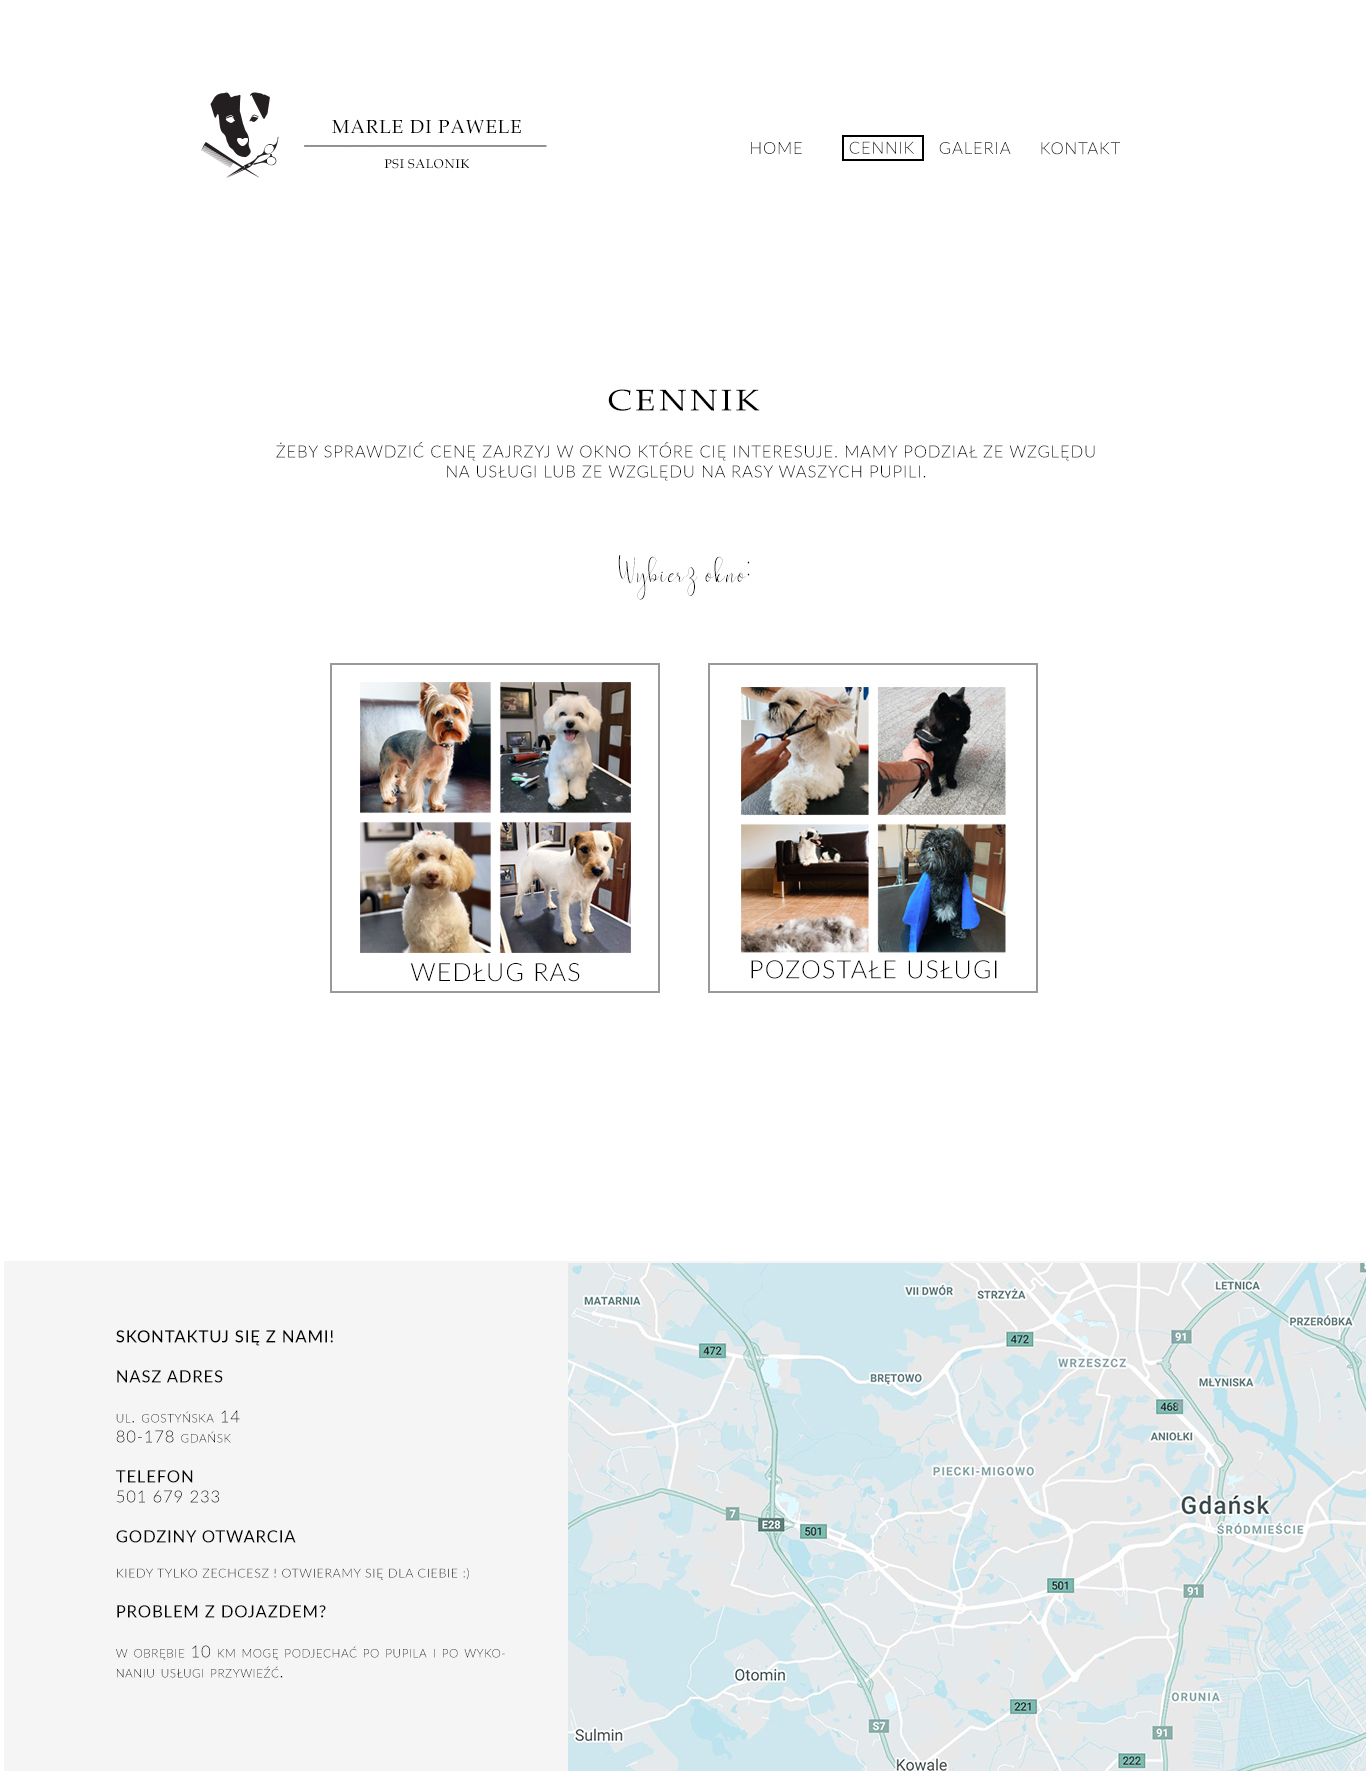 MARLE DI PAWELE
PSI SALONIK
HOME CENNIK GALERIA KONTAKT
CENNIK
ŻEBY SPRAWDZIĆ CENĘ ZAJRZYJ W OKNO KTÓRE CIĘ INTERESUJE. MAMY PODZIAŁ ZE WZGLĘDU
NA USŁUGI LUB ZE WZGLĘDU NA RASY WASZYCH PUPILI.
Wybierz okno:
WEDŁUG RAS
POZOSTAŁE USŁUGI
SKONTAKTUJ SIĘ Z NAMI!
NASZ ADRES
UL. GOSTYŃSKA 14
80-178 GDAŃSK
TELEFON
501 679 233
GODZINY OTWARCIA
KIEDY TYLKO ZECHCESZ ! OTWIERAMY SIĘ DLA CIEBIE :)
PROBLEM Z DOJAZDEM?
W OBRĘBIE 10 KM MOGĘ PODJECHAĆ PO PUPILA I PO WYKO-
NANIU USŁUGI PRZYWIEŹĆ.
MATARNIA
VII DWÓR
STRZYŻA
LETNICA
PRZERÓBKA
472
472
91
WRZESZCZ
BRĘTOWO
MŁYNISKA
468
ANIOŁKI
PIECKI-MIGOWO
Gdańsk
ŚRÓDMIEŚCIE
7
E28
501
501
91
Otomin
ORUNIA
221
S7
91
Sulmin
222
Kowale